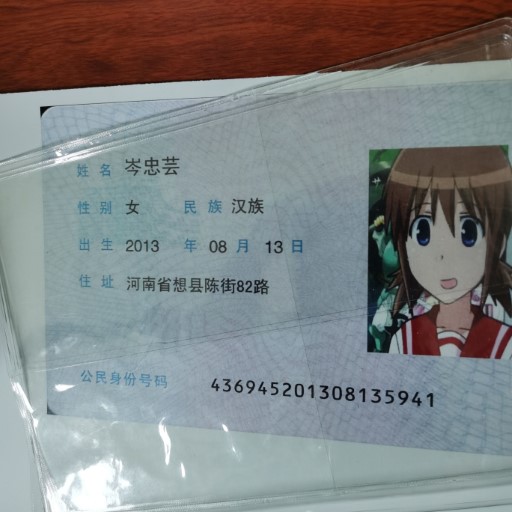 姓名 岑忠芸
性别 女 民族 汉族
出生 2013 年 08 月 13 日
住址 河南省想县陈街82路
公民身份号码 436945201308135941